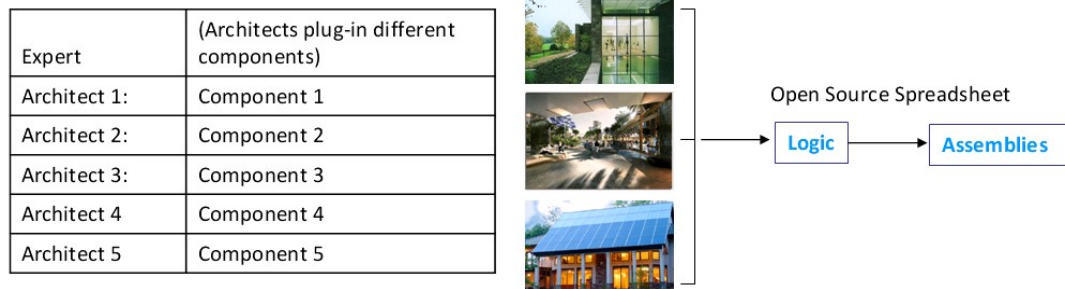 Expert
(Architects plug-in different
components)
Architect 1:
Component 1
Architect 2:
Component 2
Architect 3:
Component 3
Architect 4
Component 4
Architect 5
Component 5
Open Source Spreadsheet
Logic
Assemblies